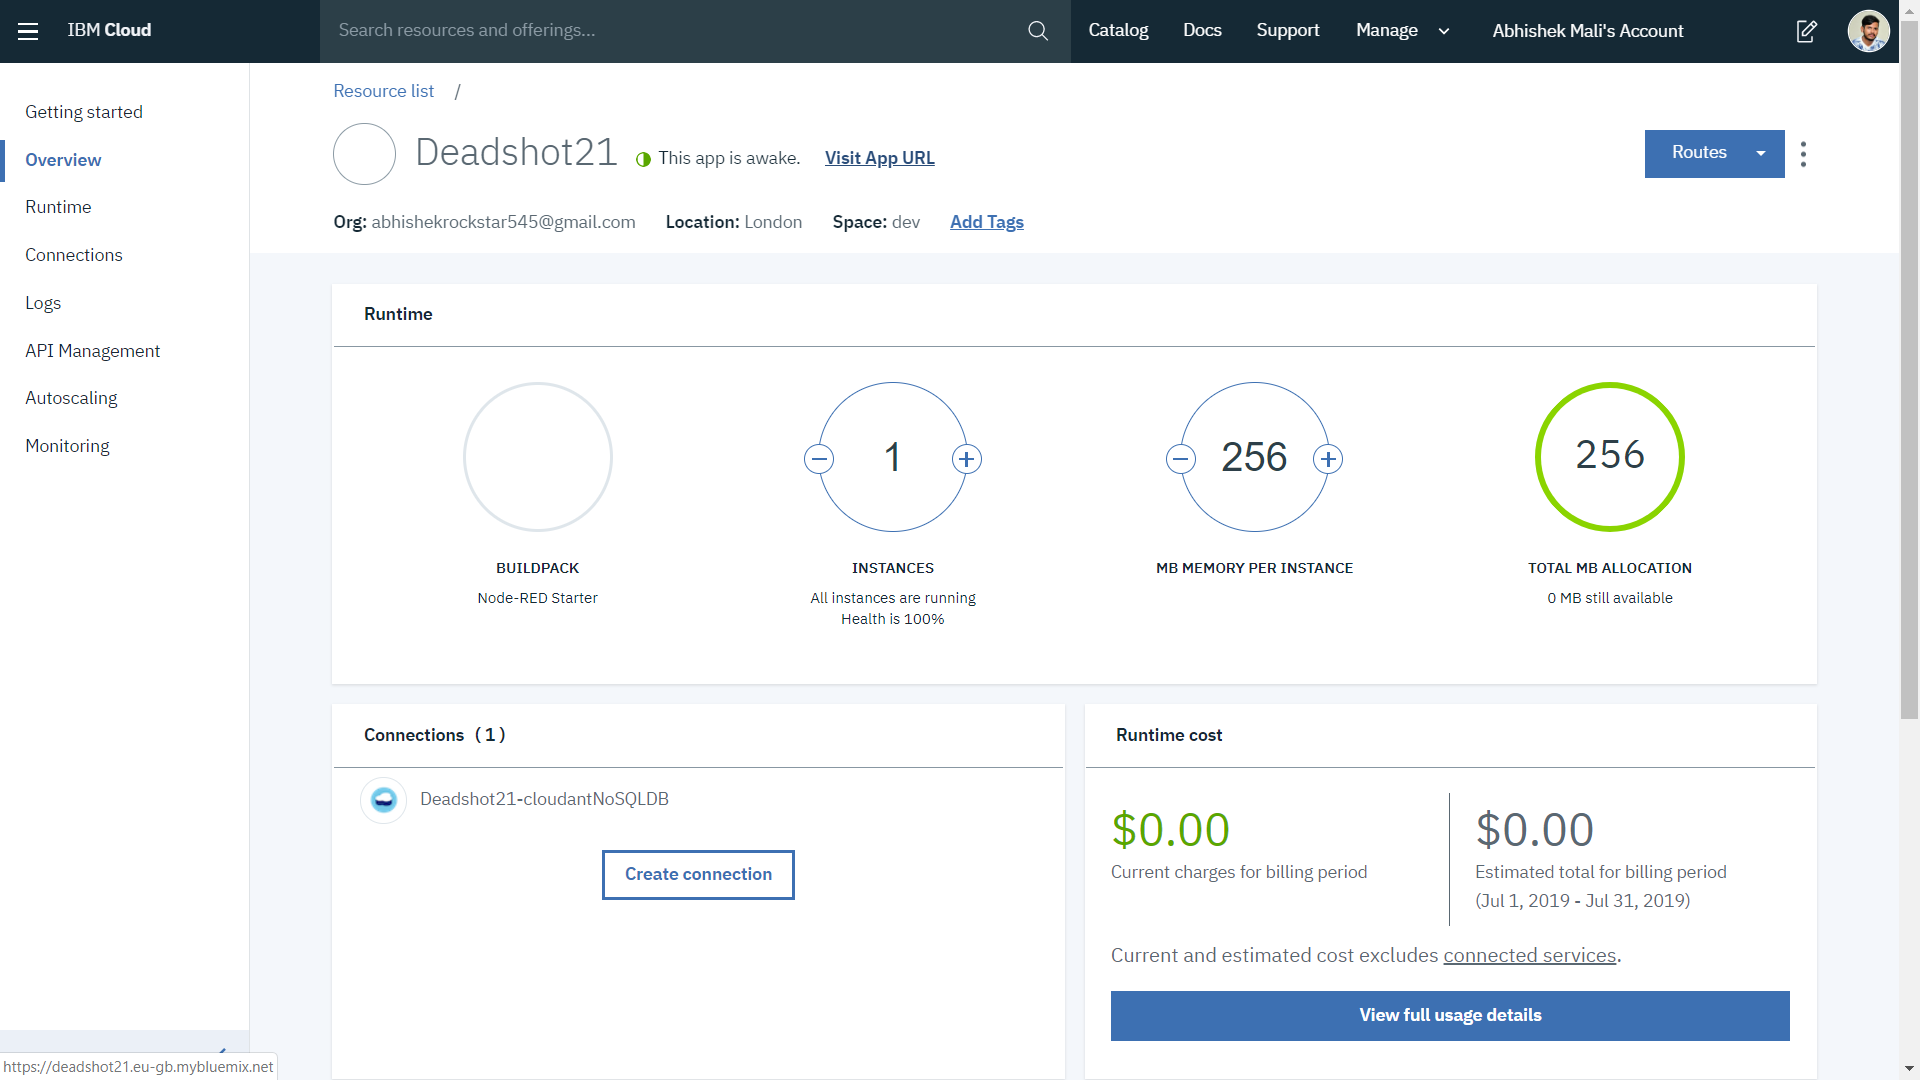 IBM Cloud
Search resources and offerings...
Catalog
Docs
Support
Manage
Abhishek Mali's Account
Getting started
Overview
Runtime
Connections
Logs
API Management
Autoscaling
Monitoring
Resource list /
Deadshot21
This app is awake.
Visit App URL
Routes
Org: abhishekrockstar545@gmail.com
Location: London
Space: dev
Add Tags
Runtime
1
256
256
BUILDPACK
Node-RED Starter
INSTANCES
All instances are running
Health is 100%
MB MEMORY PER INSTANCE
TOTAL MB ALLOCATION
0 MB still available
Connections (1)
Deadshot21-cloudantNoSQLDB
Create connection
Runtime cost
$0.00
Current charges for billing period
$0.00
Estimated total for billing period
(Jul 1, 2019 - Jul 31, 2019)
Current and estimated cost excludes connected services.
View full usage details
https://deadshot21.eu-gb.mybluemix.net